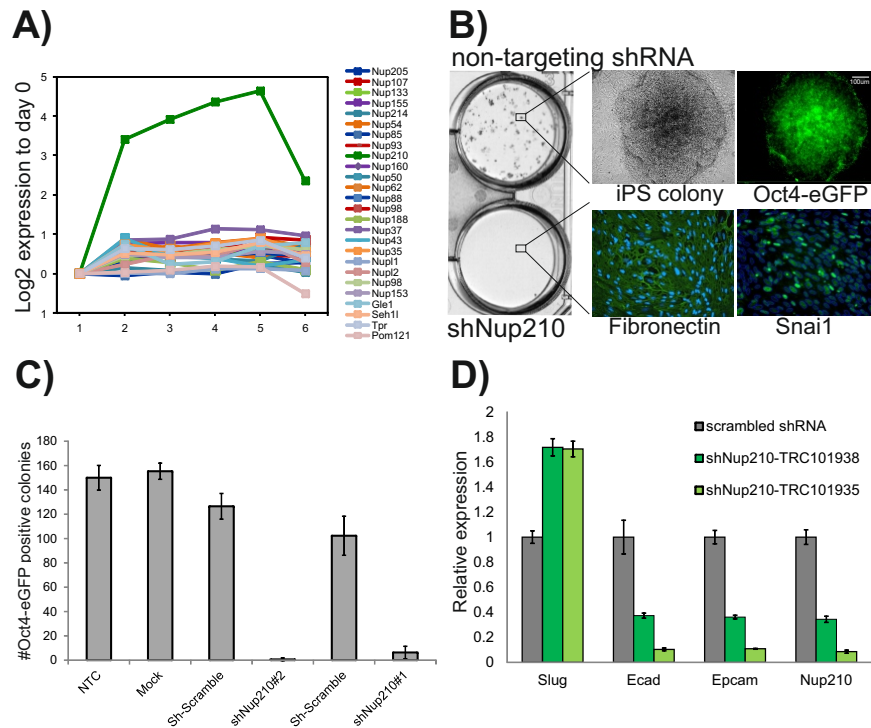 A)
Log2 expression to day 0
5
4
3
2
1
0
1
1 2 3 4 5 6
Nup205
Nup107
Nup133
Nup155
Nup214
Nup54
Nup85
Nup93
Nup210
Nup160
Nup50
Nup62
Nup88
Nup98
Nup188
Nup37
Nup43
Nup35
Nupl1
Nupl2
Nup98
Nup153
Gle1
Seh1l
Tpr
Pom121
B)
non-targeting shRNA
100um
iPS colony
Oct4-eGFP
shNup210
Fibronectin
Snai1
C)
#Oct4-eGFP positive colonies
180
160
140
120
100
80
60
40
20
0
NTC
Mock
Sh-Scramble
shNup210#2
Sh-Scramble
shNup210#1
D)
Relative expression
2
1.8
1.6
1.4
1.2
1
0.8
0.6
0.4
0.2
0
scrambled shRNA
shNup210-TRC101938
shNup210-TRC101935
Slug
Ecad
Epcam
Nup210